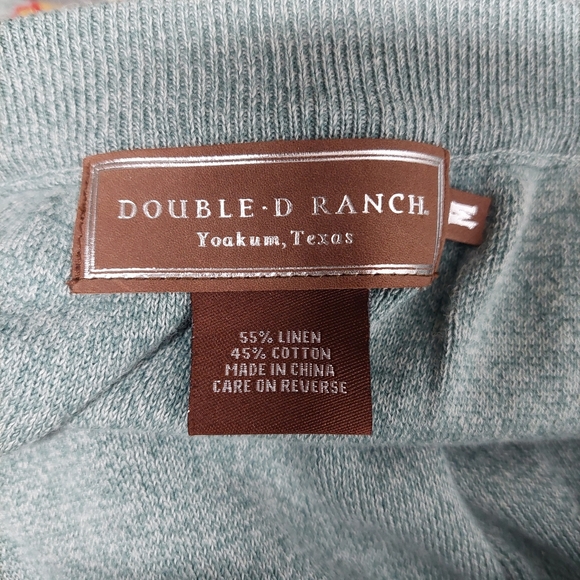 DOUBLE·D RANCH®
Yoakum, Texas
M
55% LINEN
45% COTTON
MADE IN CHINA
CARE ON REVERSE